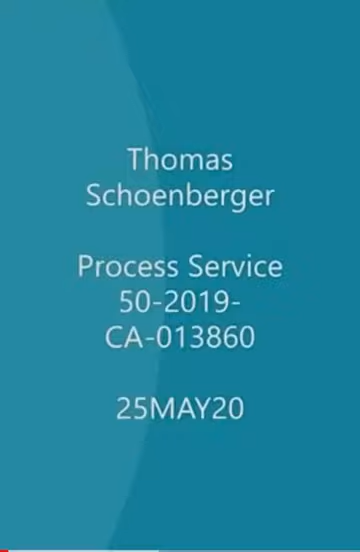 Thomas
Schoenberger
Process Service
50-2019-
CA-013860
25MAY20